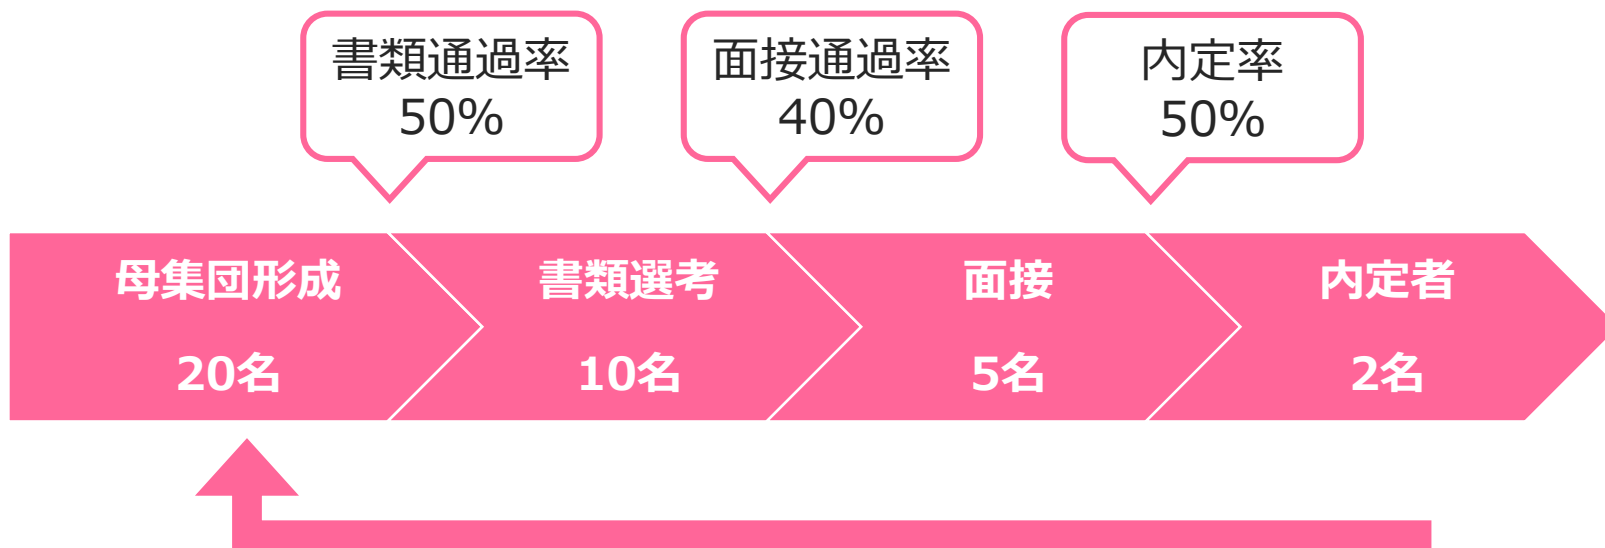 書類通過率
50%
面接通過率
40%
内定率
50%
母集団形成
20名
書類選考
10名
面接
5名
内定者
2名